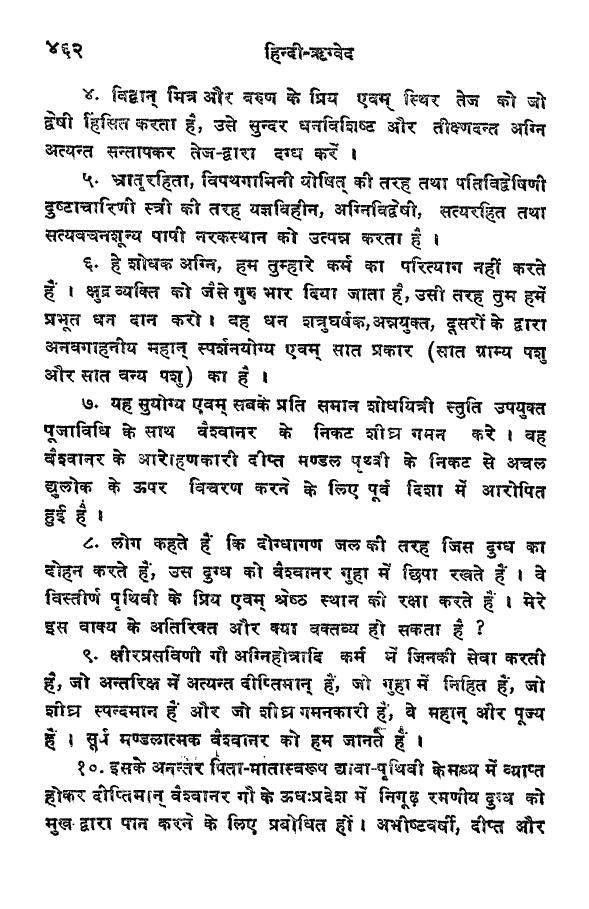 ४६२ हिन्दी-ऋग्वेद
४. विद्वान् मित्र और वरुण के प्रिय एवम् स्थिर तेज को जो
द्वेषी हिंसित करता है, उसे सुन्दर धनविशिष्ट और तीक्ष्णदन्त अग्नि
अत्यन्त सन्तापकर तेज-द्वारा दग्ध करें ।
५. भ्रातृरहिता, विपथगामिनी योषित् की तरह तथा पतिविद्वेषिणी
दुष्टाचारिणी स्त्री की तरह यज्ञविहीन, अग्निविद्वेषी, सत्यरहित तथा
सत्यवचनशून्य पापी नरकस्थान को उत्पन्न करता है ।
६. हे शोधक अग्नि, हम तुम्हारे कर्म का परित्याग नहीं करते
हैं । क्षुद्र व्यक्ति को जैसे गुरु भार दिया जाता है, उसी तरह तुम हमें
प्रभूत धन दान करो । वह धन शत्रुघर्षक, अन्नयुक्त, दूसरों के द्वारा
अनवगाहनीय महान् स्पर्शनयोग्य एवम् सात प्रकार (सात ग्राम्य पशु
और सात वन्य पशु) का है ।
७. यह सुयोग्य एवम् सबके प्रति समान शोधयित्री स्तुति उपयुक्त
पूजाविधि के साथ वैश्वानर के निकट शीघ्र गमन करे । वह
वैश्वानर के आरोहणकारी दीप्त मण्डल पृथ्वी के निकट से अचल
द्युलोक के ऊपर विचरण करने के लिए पूर्व दिशा में आरोपित
हुई है ।
८. लोग कहते हैं कि दोग्धागण जल की तरह जिस दुग्ध का
दोहन करते हैं, उस दुग्ध को वैश्वानर गुहा में छिपा रखते हैं । वे
विस्तीर्ण पृथिवी के प्रिय एवम् श्रेष्ठ स्थान की रक्षा करते हैं । मेरे
इस वाक्य के अतिरिक्त और क्या वक्तव्य हो सकता है ?
९. क्षीरप्रसविणी गौ अग्निहोत्रादि कर्म में जिनकी सेवा करती
है, जो अन्तरिक्ष में अत्यन्त दीप्तिमान् हैं, जो गुहा में निहित हैं, जो
शीघ्र स्पन्दमान हैं और जो शीघ्र गमनकारी हैं, वे महान् और पूज्य
हैं । सूर्य मण्डलात्मक वैश्वानर को हम जानते हैं ।
१०. इसके अनन्तर पिता-मातास्वरूप द्यावा-पृथिवी के मध्य में व्याप्त
होकर दीप्तिमान् वैश्वानर गौ के ऊधःप्रदेश में निगूढ़ रमणीय दुग्ध को
मुख द्वारा पान करने के लिए प्रबोधित हों । अभीष्टवर्षी, दीप्त और